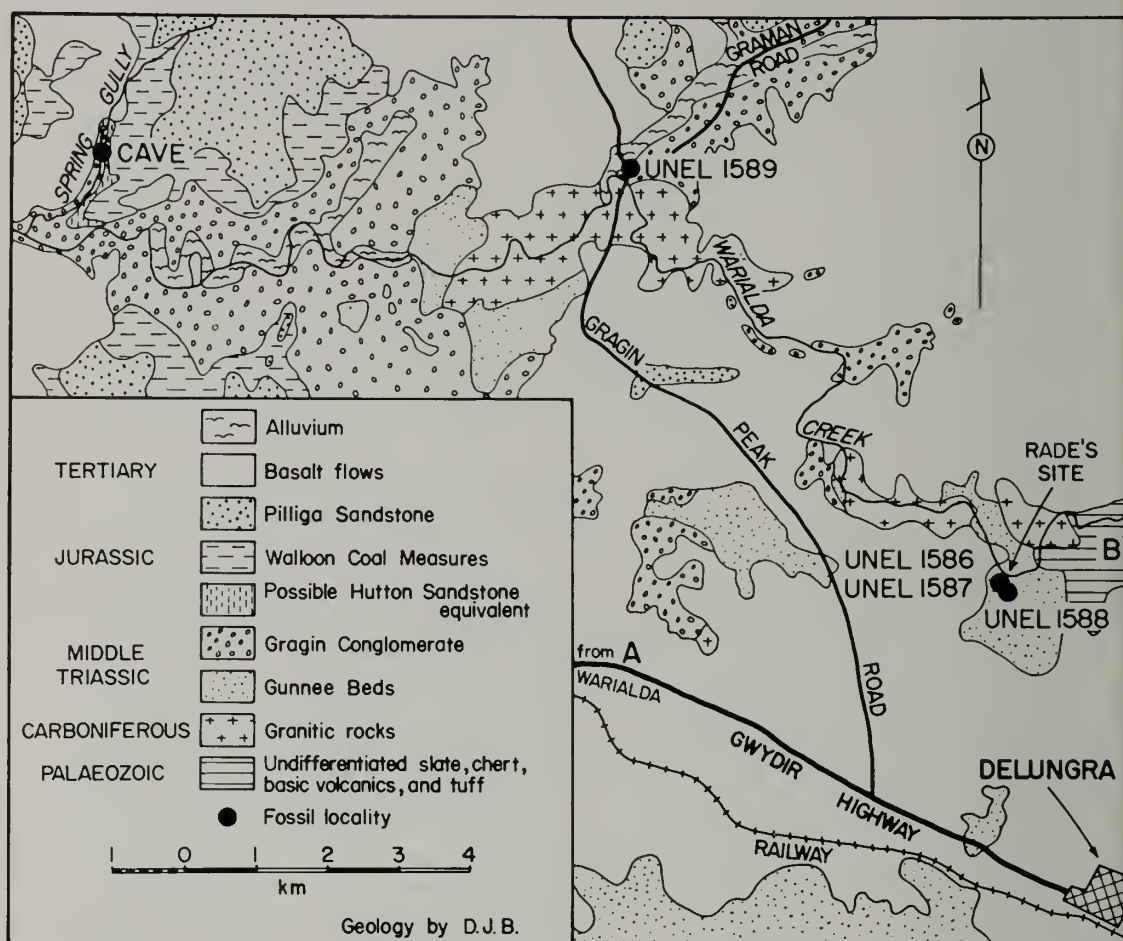 SPRING GULLY
CAVE
GRAMAN
ROAD
UNEL 1589
N
WARIALDA
CREEK
GRAGIN
PEAK
ROAD
RADE'S
SITE
B
UNEL 1586
UNEL 1587
UNEL 1588
from A
WARIALDA
GWYDIR
HIGHWAY
RAILWAY
DELUNGRA
Alluvium
TERTIARY
Basalt flows
Pilliga Sandstone
JURASSIC
Walloon Coal Measures
Possible Hutton Sandstone
equivalent
MIDDLE
TRIASSIC
Gragin Conglomerate
Gunnee Beds
CARBONIFEROUS
Granitic rocks
PALAEOZOIC
Undifferentiated slate, chert,
basic volcanics, and tuff
Fossil locality
1 0 1 2 3 4
km
Geology by D.J.B.